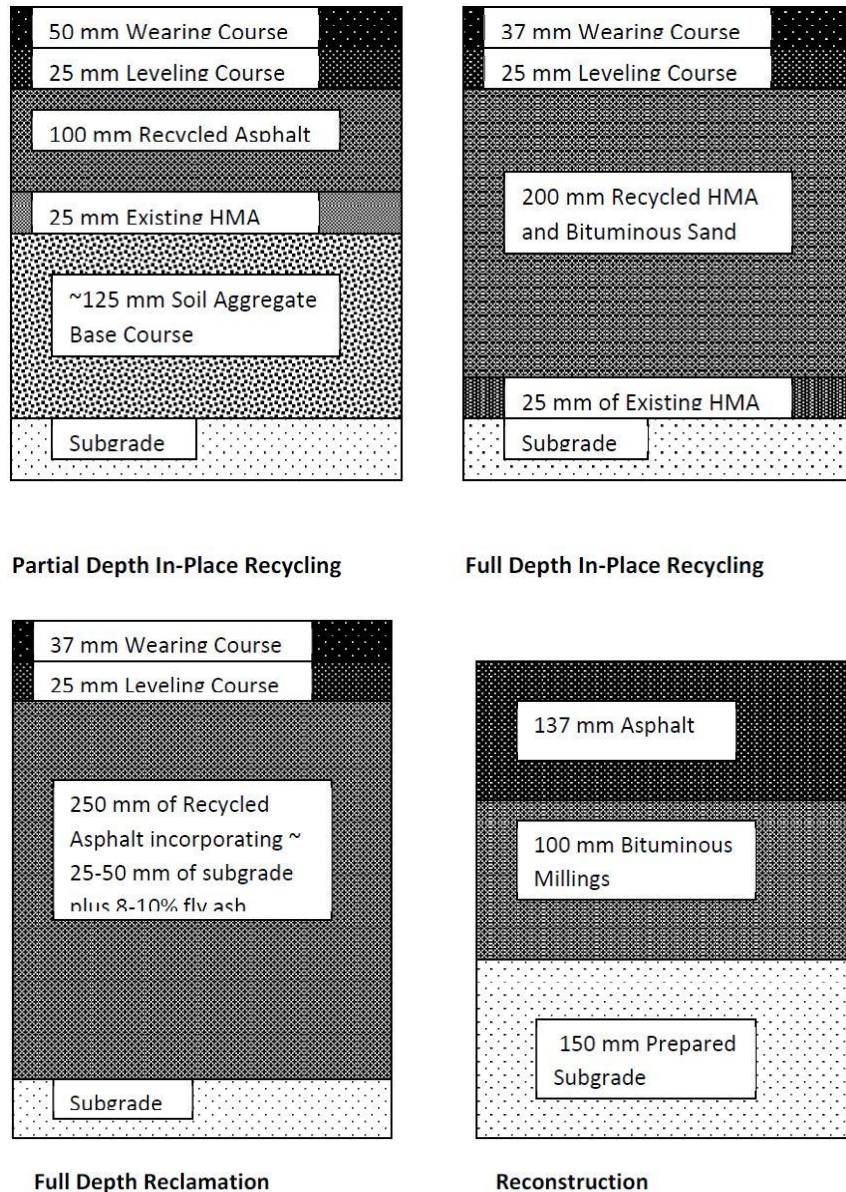 50 mm Wearing Course
25 mm Leveling Course
100 mm Recycled Asphalt
25 mm Existing HMA
~125 mm Soil Aggregate
Base Course
Subgrade
Partial Depth In-Place Recycling
37 mm Wearing Course
25 mm Leveling Course
200 mm Recycled HMA
and Bituminous Sand
25 mm of Existing HMA
Subgrade
Full Depth In-Place Recycling
37 mm Wearing Course
25 mm Leveling Course
250 mm of Recycled
Asphalt incorporating ~
25-50 mm of subgrade
plus 8-10% fly ash
Subgrade
Full Depth Reclamation
137 mm Asphalt
100 mm Bituminous
Millings
150 mm Prepared
Subgrade
Reconstruction